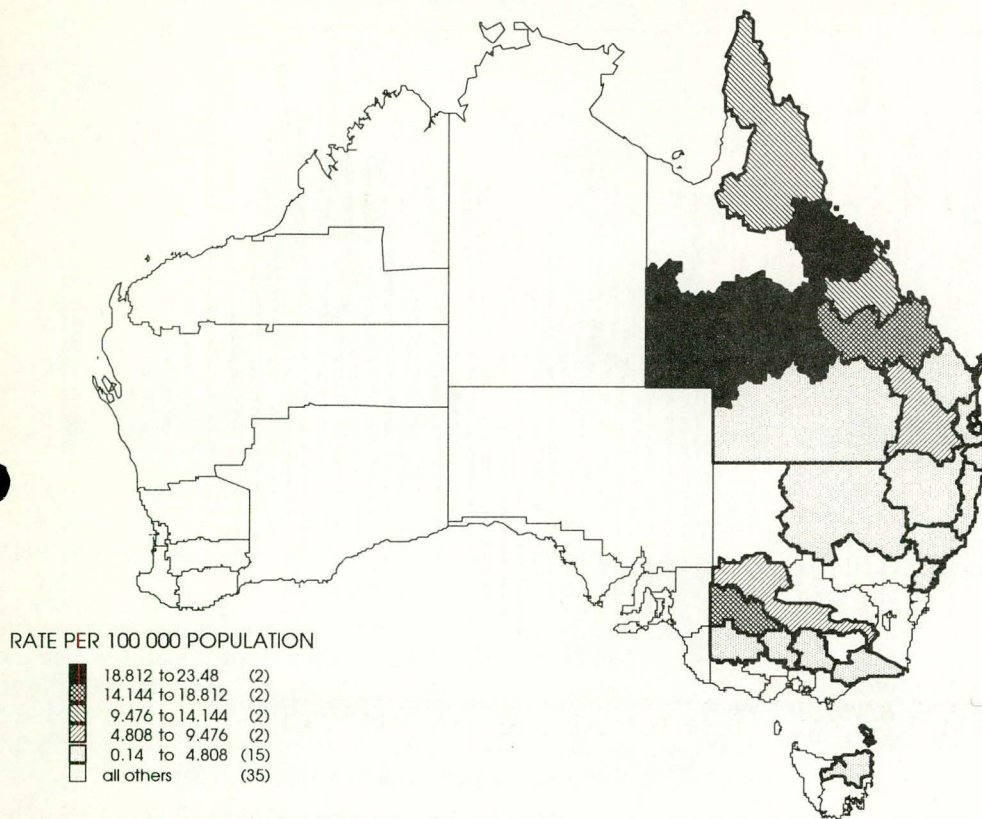 RATE PER 100 000 POPULATION
18.812 to 23.48 (2)
14.144 to 18.812 (2)
9.476 to 14.144 (2)
4.808 to 9.476 (2)
0.14 to 4.808 (15)
all others (35)